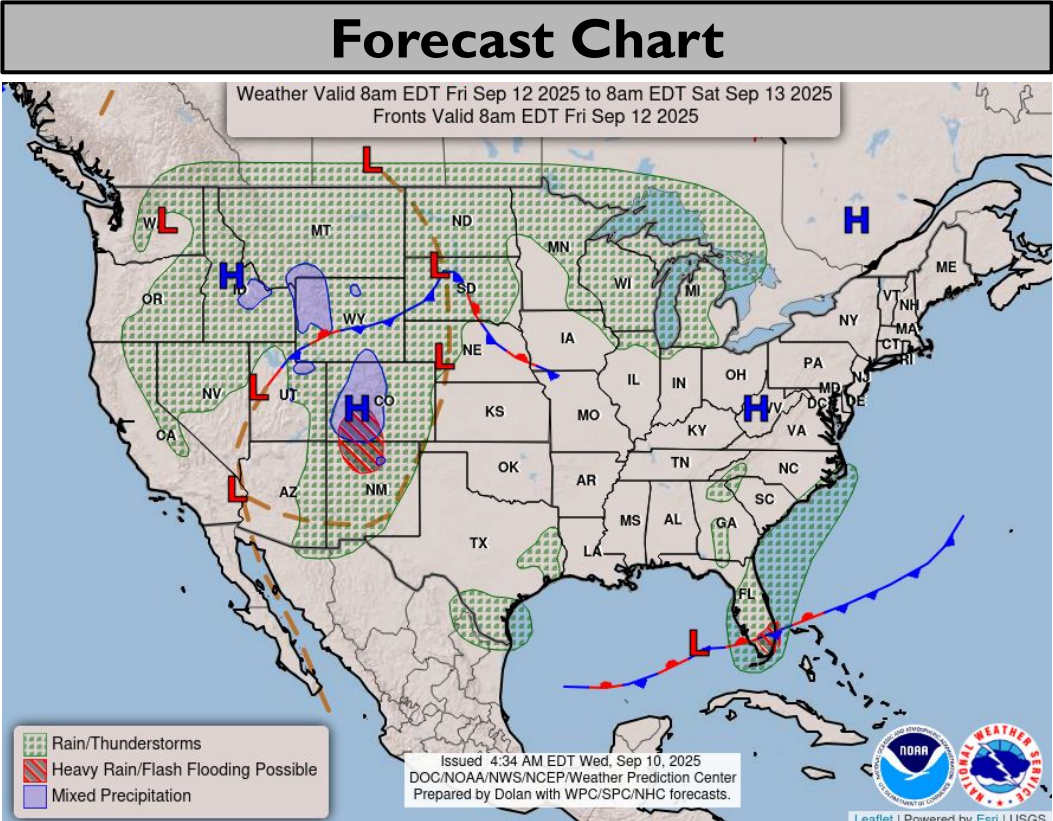 Forecast Chart
Weather Valid 8am EDT Fri Sep 12 2025 to 8am EDT Sat Sep 13 2025
Fronts Valid 8am EDT Fri Sep 12 2025
L
L
H
ME
MT
ND
MN
VT
NH
L
H
ID
SD
WI
MI
OR
WY
NY
MA
CT
RI
IA
L
NE
PA
NJ
OH
IL
IN
MD
DE
DC
L
NV
UT
H
CO
H
WV
KS
MO
VA
KY
CA
TN
NC
OK
AR
L
AZ
NM
SC
MS
AL
GA
TX
LA
FL
L
Rain/Thunderstorms
Heavy Rain/Flash Flooding Possible
Mixed Precipitation
Issued 4:34 AM EDT Wed, Sep 10, 2025
DOC/NOAA/NWS/NCEP/Weather Prediction Center
Prepared by Dolan with WPC/SPC/NHC forecasts.
NOAA
NATIONAL WEATHER SERVICE
Leaflet | Powered by Esri | USGS